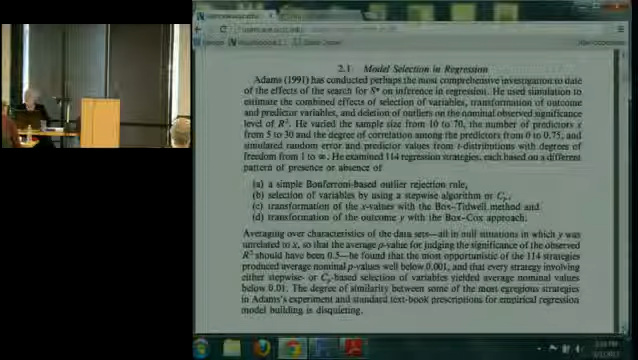 2.1 Model Selection in Regression
Adams (1991) has conducted perhaps the most comprehensive investigation to date
of the effects of the search for S* on inference in regression. He used simulation to
estimate the combined effects of selection of variables, transformation of outcome
and predictor variables, and deletion of outliers on the nominal observed significance
level of R². He varied the sample size from 10 to 70, the number of predictors x
from 5 to 30 and the degree of correlation among the predictors from 0 to 0.75, and
simulated random error and predictor values from t-distributions with degrees of
freedom from 1 to ∞. He examined 114 regression strategies, each based on a different
pattern of presence or absence of
(a) a simple Bonferroni-based outlier rejection rule,
(b) selection of variables by using a stepwise algorithm or Cp,
(c) transformation of the x-values with the Box–Tidwell method and
(d) transformation of the outcome y with the Box–Cox approach.
Averaging over characteristics of the data sets—all in null situations in which y was
unrelated to x, so that the average p-value for judging the significance of the observed
R² should have been 0.5—he found that the most opportunistic of the 114 strategies
produced average nominal p-values well below 0.001, and that every strategy involving
either stepwise- or Cp-based selection of variables yielded average nominal values
below 0.01. The degree of similarity between some of the most egregious strategies
in Adams's experiment and standard text-book prescriptions for empirical regression
model building is disquieting.